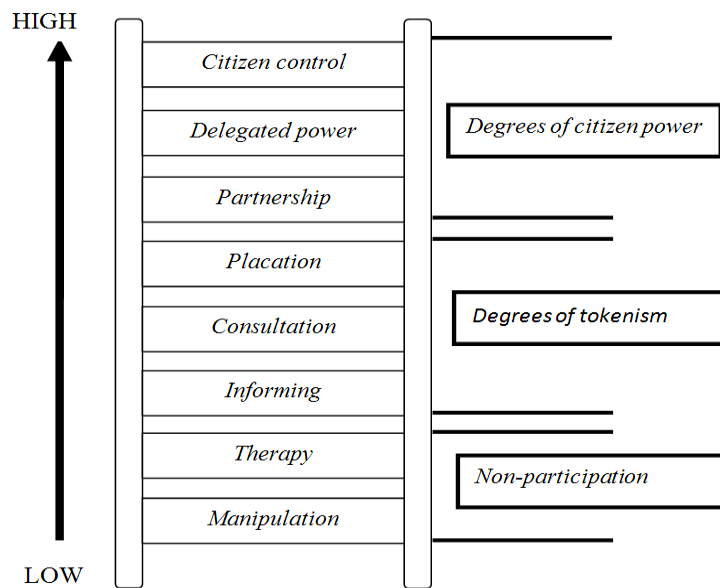 HIGH
Citizen control
Delegated power
Degrees of citizen power
Partnership
Placation
Consultation
Degrees of tokenism
Informing
Therapy
Non-participation
Manipulation
LOW